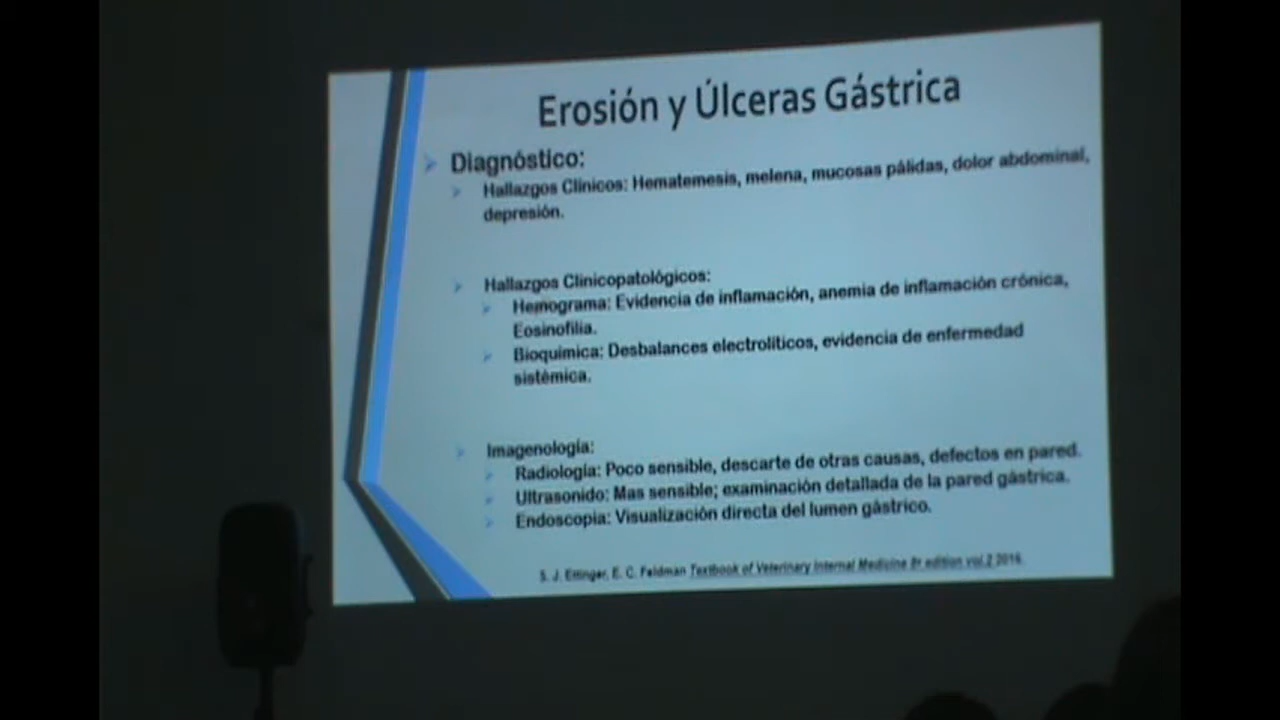 Erosión y Úlceras Gástrica
Diagnóstico:
Hallazgos Clínicos: Hematemesis, melena, mucosas pálidas, dolor abdominal,
depresión.
Hallazgos Clinicopatológicos:
Hemograma: Evidencia de inflamación, anemia de inflamación crónica,
Eosinofilia.
Bioquímica: Desbalances electrolíticos, evidencia de enfermedad
sistémica.
Imagenología:
Radiología: Poco sensible, descarte de otras causas, defectos en pared.
Ultrasonido: Mas sensible; examinación detallada de la pared gástrica.
Endoscopia: Visualización directa del lumen gástrico.
S. J. Ettinger, E. C. Feldman Textbook of Veterinary Internal Medicine edition vol.2